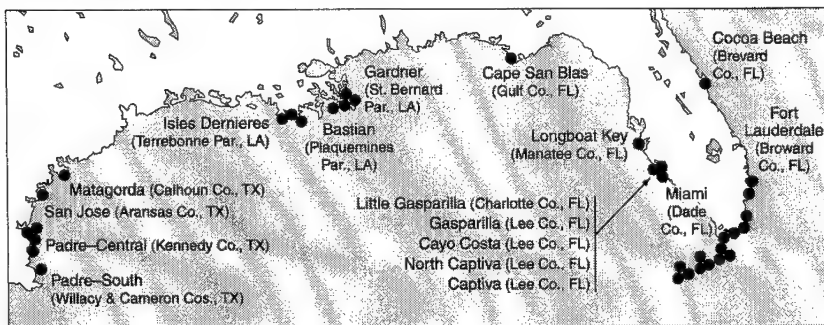 Cocoa Beach
(Brevard
Co., FL)
Gardner
(St. Bernard
Par., LA)
Cape San Blas
(Gulf Co., FL)
Fort
Lauderdale
(Broward
Co., FL)
Isles Dernieres
(Terrebonne Par., LA)
Bastian
(Plaquemines
Par., LA)
Longboat Key
(Manatee Co., FL)
Matagorda (Calhoun Co., TX)
San Jose (Aransas Co., TX)
Padre–Central (Kennedy Co., TX)
Padre–South
(Willacy & Cameron Cos., TX)
Little Gasparilla (Charlotte Co., FL)
Gasparilla (Lee Co., FL)
Cayo Costa (Lee Co., FL)
North Captiva (Lee Co., FL)
Captiva (Lee Co., FL)
Miami
(Dade
Co., FL)